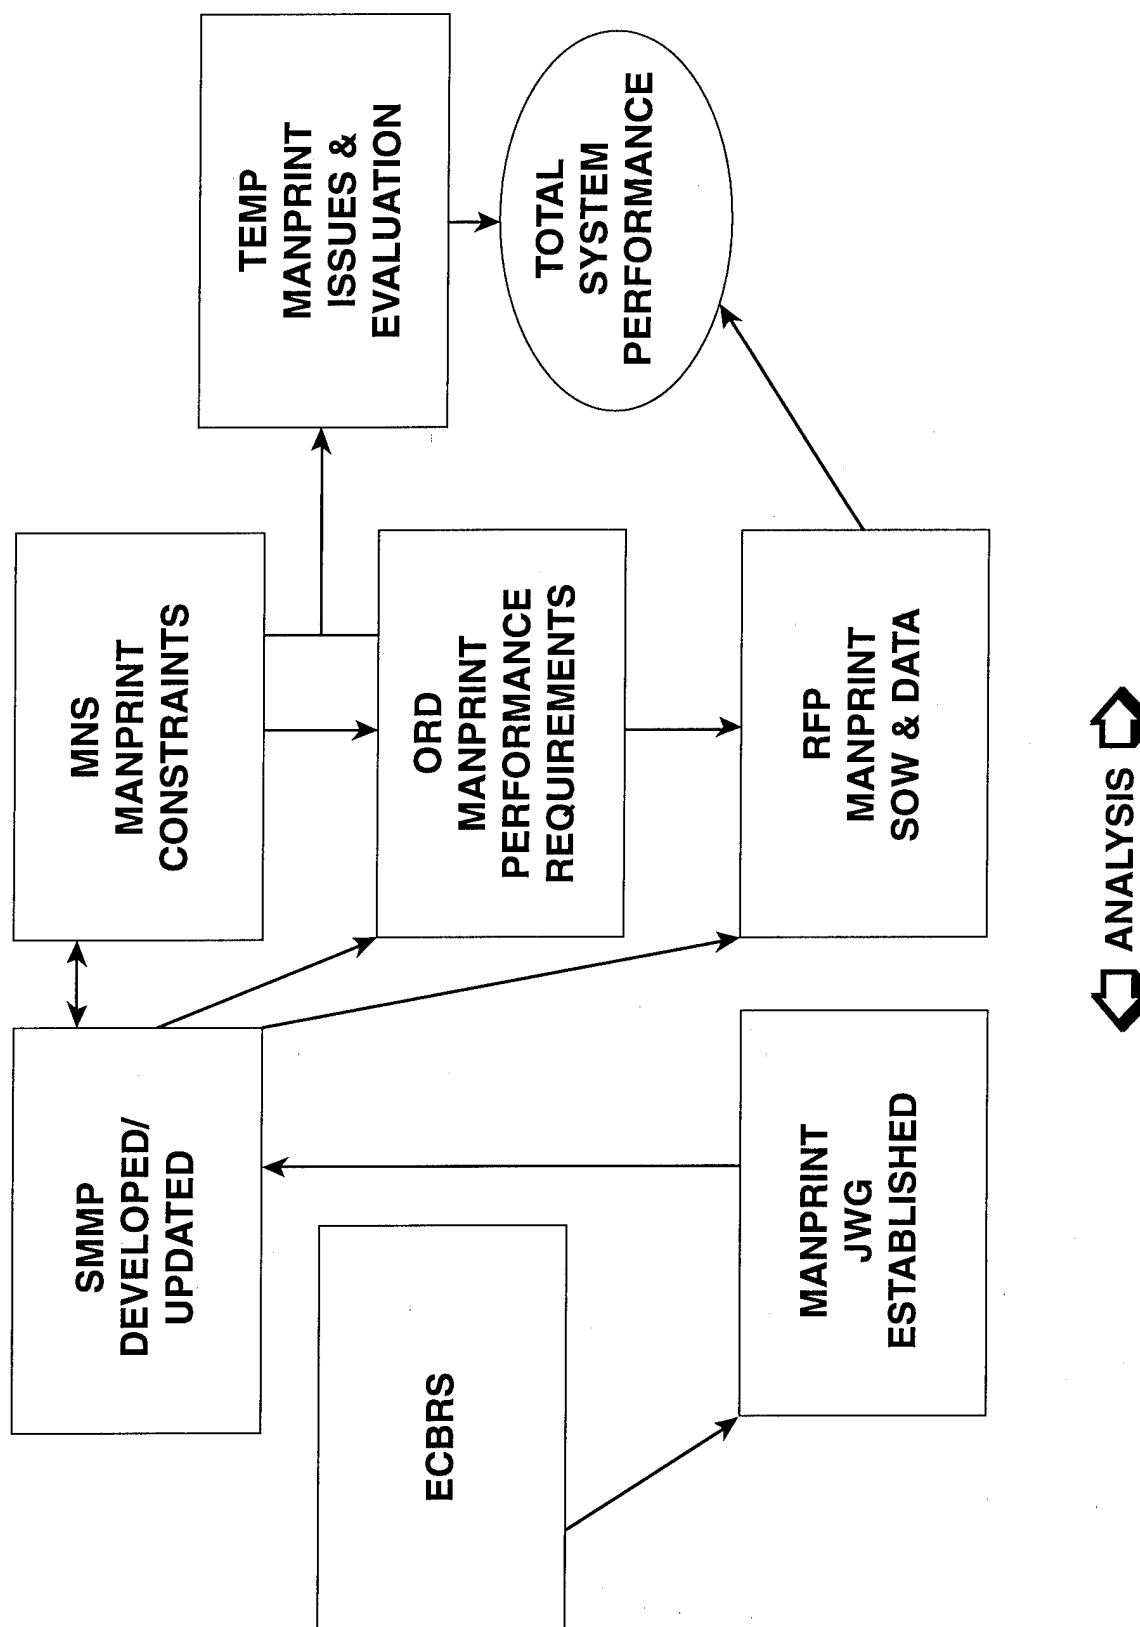 SMMP
DEVELOPED/
UPDATED
MNS
MANPRINT
CONSTRAINTS
TEMP
MANPRINT
ISSUES &
EVALUATION
ECBRS
ORD
MANPRINT
PERFORMANCE
REQUIREMENTS
TOTAL
SYSTEM
PERFORMANCE
MANPRINT
JWG
ESTABLISHED
RFP
MANPRINT
SOW & DATA
ANALYSIS